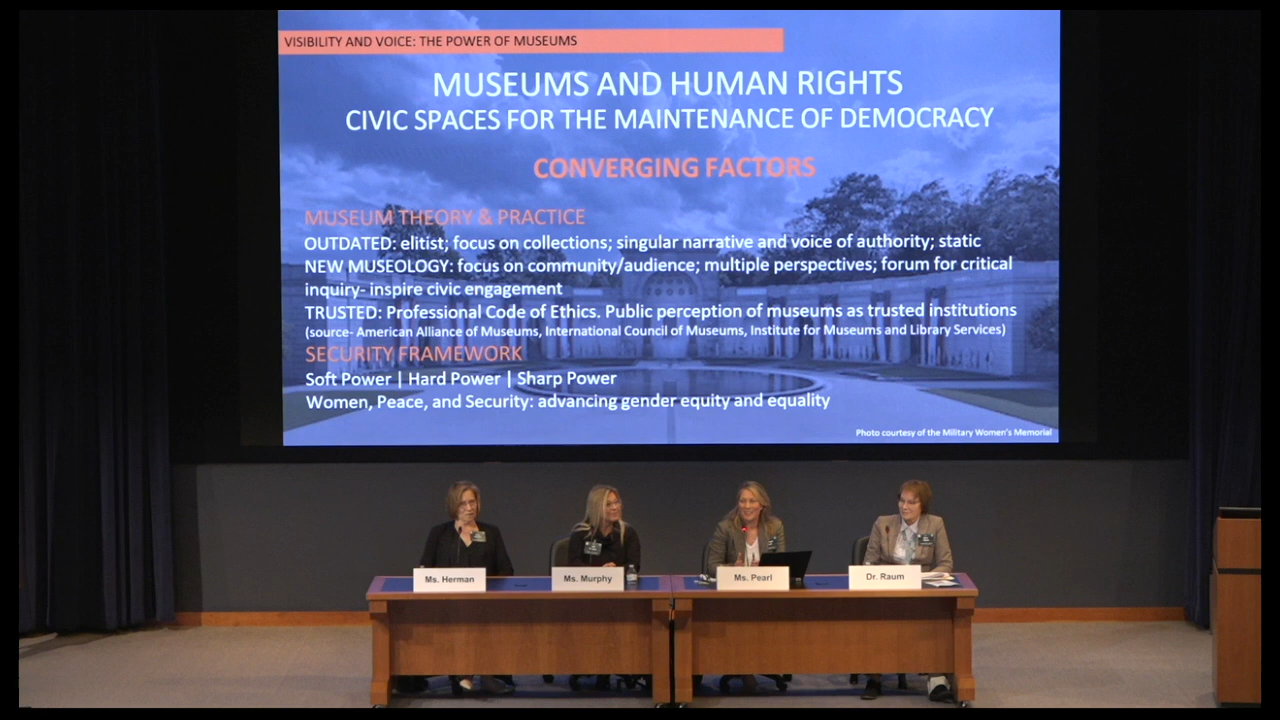 VISIBILITY AND VOICE: THE POWER OF MUSEUMS
MUSEUMS AND HUMAN RIGHTS
CIVIC SPACES FOR THE MAINTENANCE OF DEMOCRACY
CONVERGING FACTORS
MUSEUM THEORY & PRACTICE
OUTDATED: elitist; focus on collections; singular narrative and voice of authority; static
NEW MUSEOLOGY: focus on community/audience; multiple perspectives; forum for critical
inquiry- inspire civic engagement
TRUSTED: Professional Code of Ethics. Public perception of museums as trusted institutions
(source- American Alliance of Museums, International Council of Museums, Institute for Museums and Library Services)
SECURITY FRAMEWORK
Soft Power | Hard Power | Sharp Power
Women, Peace, and Security: advancing gender equity and equality
Photo courtesy of the Military Women's Memorial
Ms. Herman
Ms. Murphy
Ms. Pearl
Dr. Raum